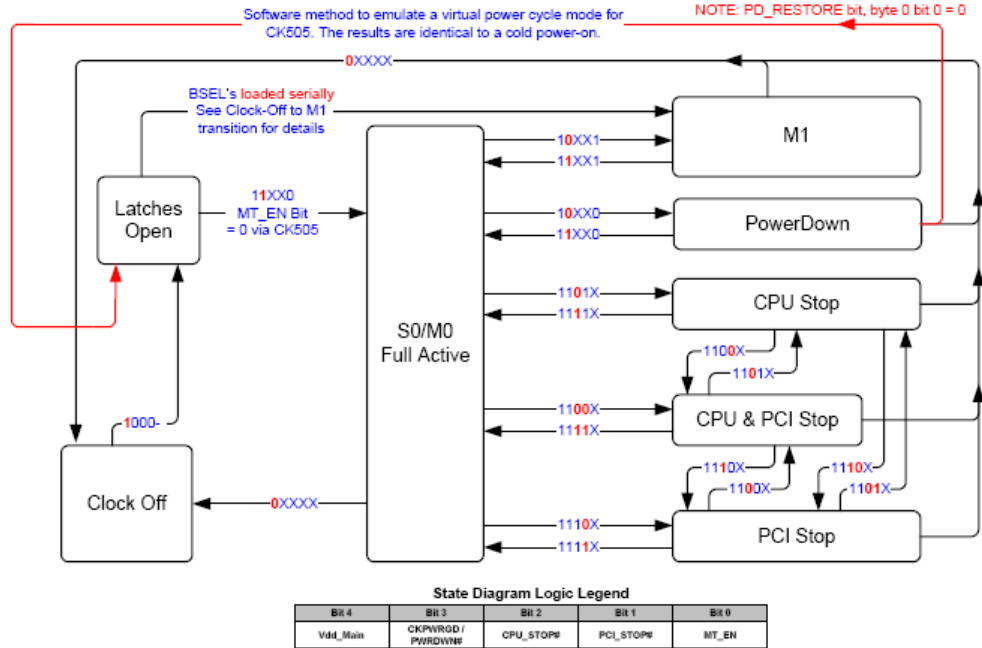 Software method to emulate a virtual power cycle mode for
CK505. The results are identical to a cold power-on.
NOTE: PD_RESTORE bit, byte 0 bit 0 = 0
0XXXX
BSEL's loaded serially
See Clock-Off to M1
transition for details
M1
10XX1
11XX1
Latches
Open
11XX0
MT_EN Bit
= 0 via CK505
10XX0
11XX0
PowerDown
S0/M0
Full Active
1101X
1111X
CPU Stop
1100X
1101X
1100X
1111X
CPU & PCI Stop
1000-
1110X
1100X
1110X
1101X
Clock Off
0XXXX
1110X
1111X
PCI Stop
State Diagram Logic Legend
Bit 4 Bit 3 Bit 2 Bit 1 Bit 0
Vdd_Main CKPWRGD / PWRDWN# CPU_STOP# PCI_STOP# MT_EN